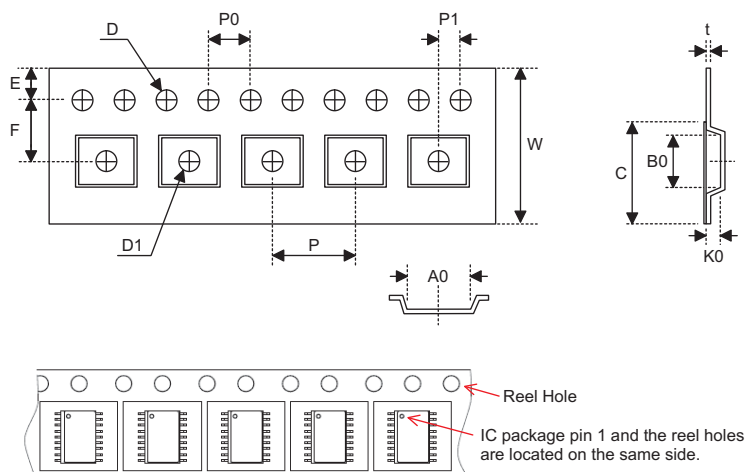 D
P0
P1
t
E
F
W
C
B0
D1
P
K0
A0
Reel Hole
IC package pin 1 and the reel holes
are located on the same side.